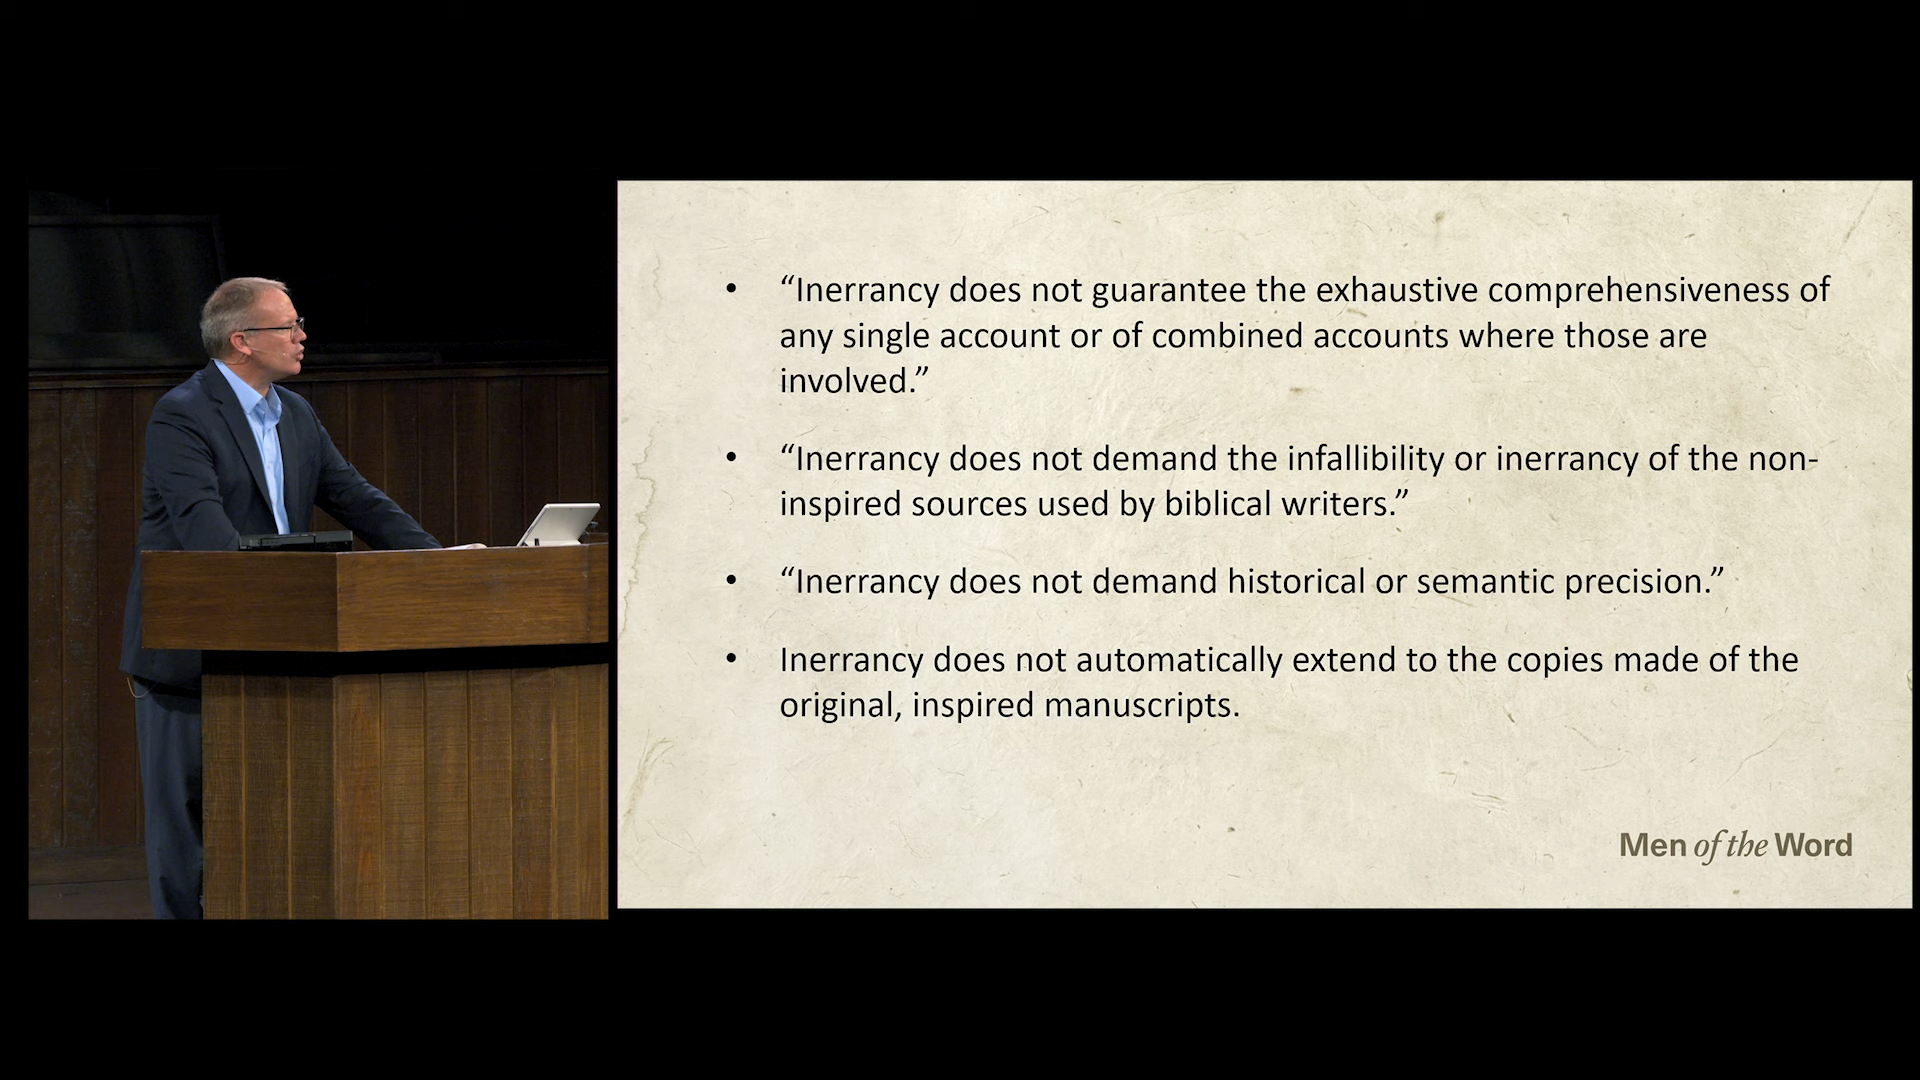 • “Inerrancy does not guarantee the exhaustive comprehensiveness of
any single account or of combined accounts where those are
involved.”
• “Inerrancy does not demand the infallibility or inerrancy of the non-
inspired sources used by biblical writers.”
• “Inerrancy does not demand historical or semantic precision.”
• Inerrancy does not automatically extend to the copies made of the
original, inspired manuscripts.
Men of the Word